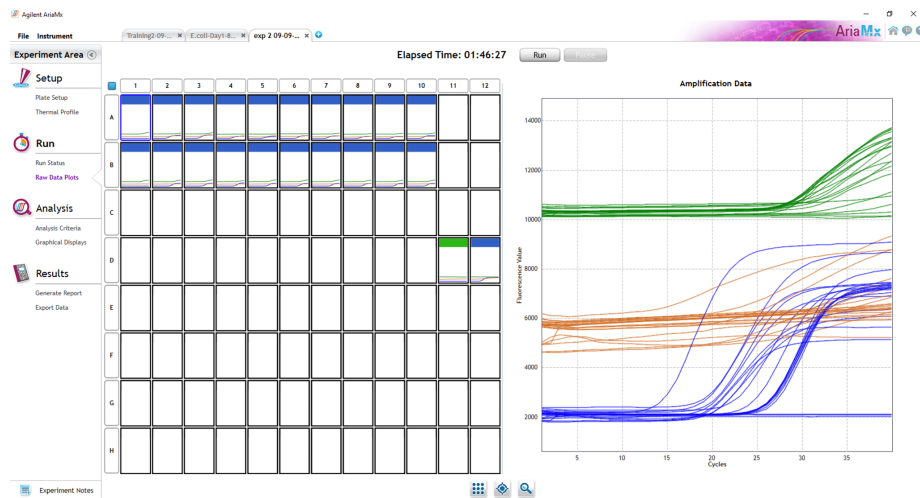 Agilent AriaMx
File Instrument
Training2 09-... × E.coli-Day1-8... × exp 2 09-09-... ×
AriaMx
Experiment Area
Elapsed Time: 01:46:27
Run
Setup
Plate Setup
Thermal Profile
Run
Run Status
Raw Data Plots
Analysis
Analysis Criteria
Graphical Displays
Results
Generate Report
Export Data
Experiment Notes
1 2 3 4 5 6 7 8 9 10 11 12
A
B
C
D
E
F
G
H
Amplification Data
Fluorescence Value
14000
12000
10000
8000
6000
4000
2000
5 10 15 20 25 30 35
Cycles